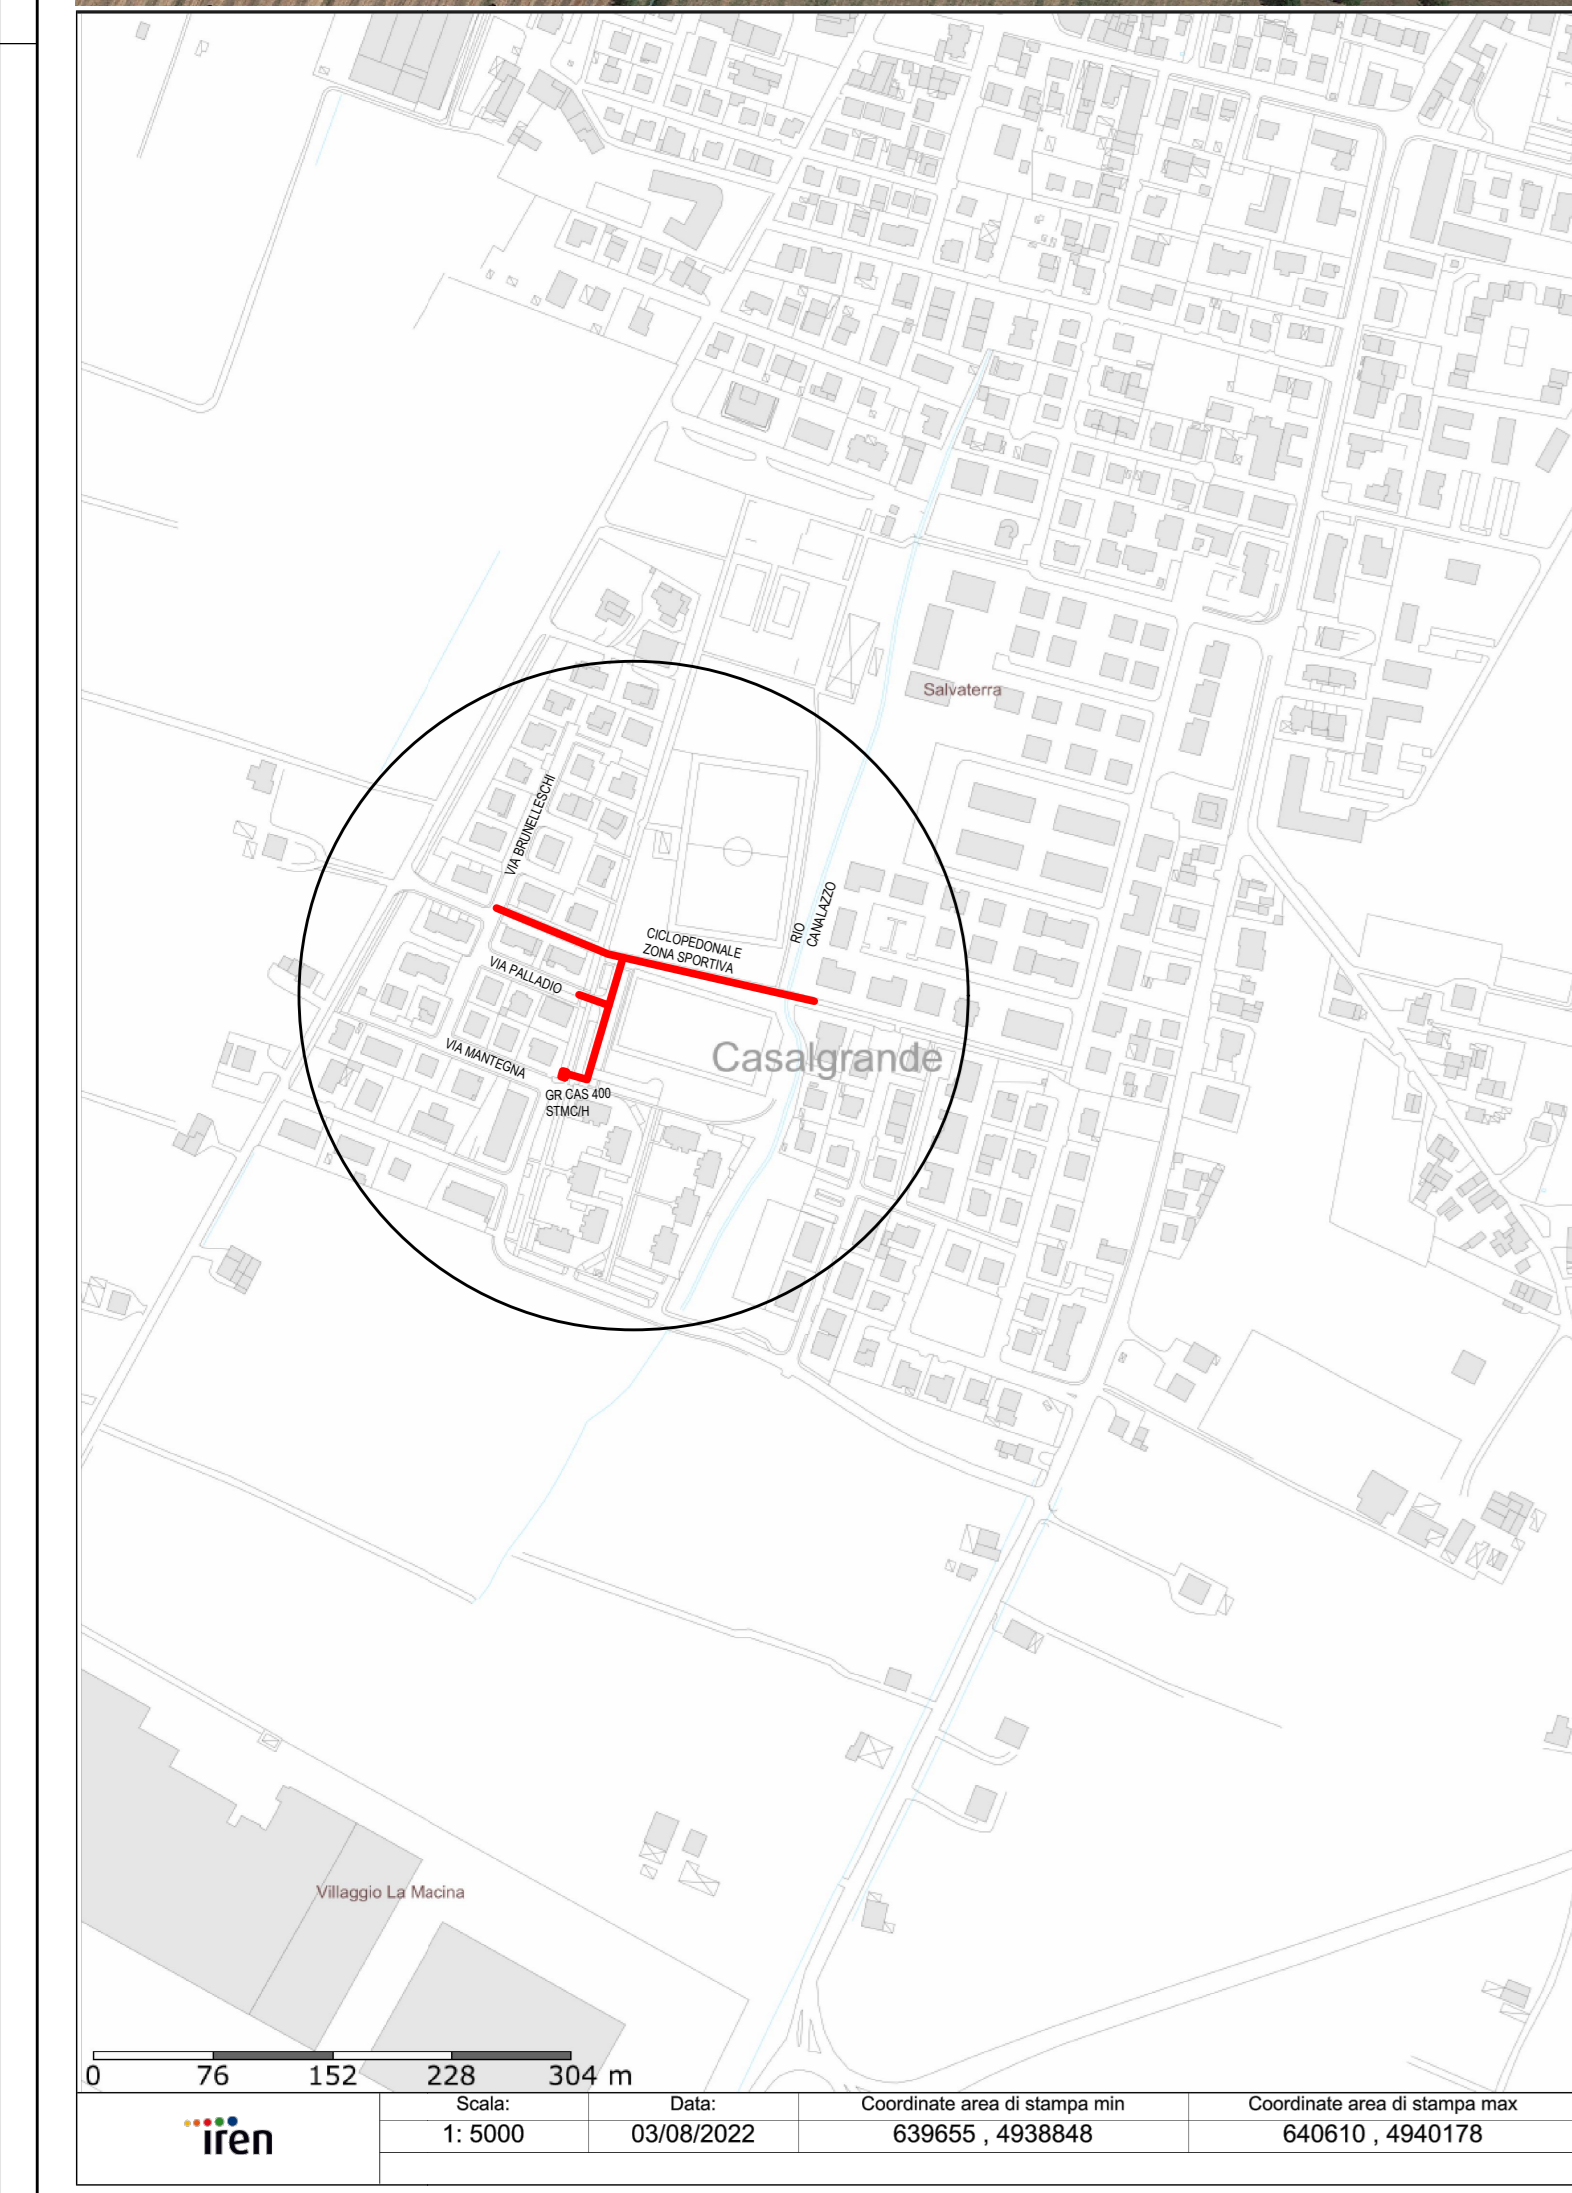 Salvaterra
VIA BRUNELLESCHI
RIO
CANALAZZO
CICLOPEDONALE
ZONA SPORTIVA
VIA PALLADIO
VIA MANTEGNA
Casalgrande
GR CAS 400
STMC/H
Villaggio La Macina
0 76 152 228 304 m
iren
Scala:
1: 5000
Data:
03/08/2022
Coordinate area di stampa min
639655 , 4938848
Coordinate area di stampa max
640610 , 4940178